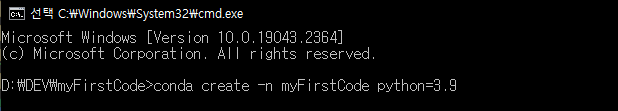 선택 C:₩Windows₩System32₩cmd.exe
Microsoft Windows [Version 10.0.19043.2364]
(c) Microsoft Corporation. All rights reserved.
D:₩DEV₩myFirstCode>conda create -n myFirstCode python=3.9